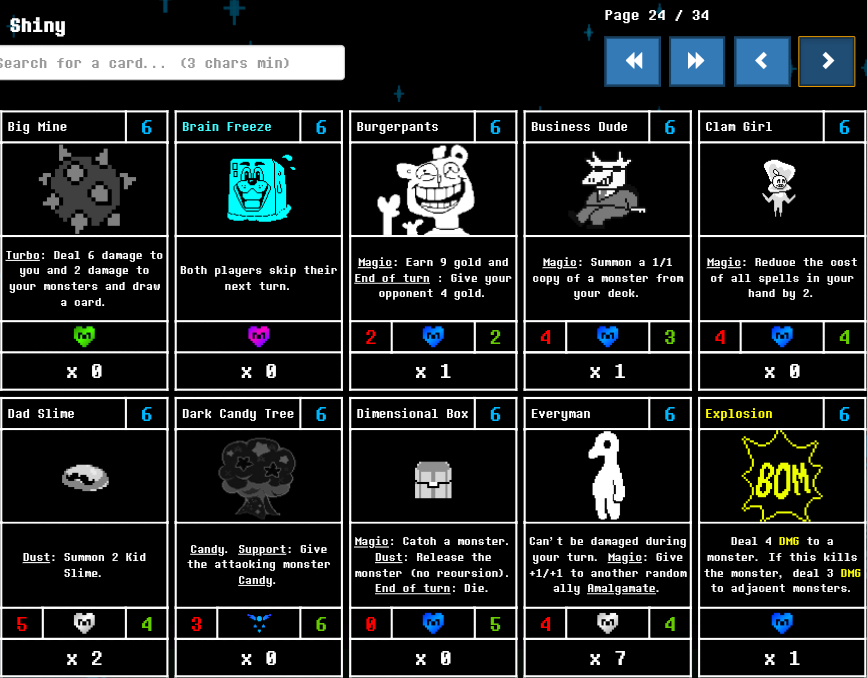 Shiny
Page 24 / 34
Search for a card... (3 chars min)
Big Mine 6
Turbo: Deal 6 damage to
you and 2 damage to
your monsters and draw
a card.
x 0
Brain Freeze 6
Both players skip their
next turn.
x 0
Burgerpants 6
Magic: Earn 9 gold and
End of turn : Give your
opponent 4 gold.
2 2
x 1
Business Dude 6
Magic: Summon a 1/1
copy of a monster from
your deck.
4 3
x 1
Clam Girl 6
Magic: Reduce the cost
of all spells in your
hand by 2.
4 4
x 0
Dad Slime 6
Dust: Summon 2 Kid
Slime.
5 4
x 2
Dark Candy Tree 6
Candy. Support: Give
the attacking monster
Candy.
3 6
x 0
Dimensional Box 6
Magic: Catch a monster.
Dust: Release the
monster (no recursion).
End of turn: Die.
0 5
x 0
Everyman 6
Can't be damaged during
your turn. Magic: Give
+1/+1 to another random
ally Amalgamate.
4 4
x 7
Explosion 6
BOM
Deal 4 DMG to a
monster. If this kills
the monster, deal 3 DMG
to adjacent monsters.
x 1